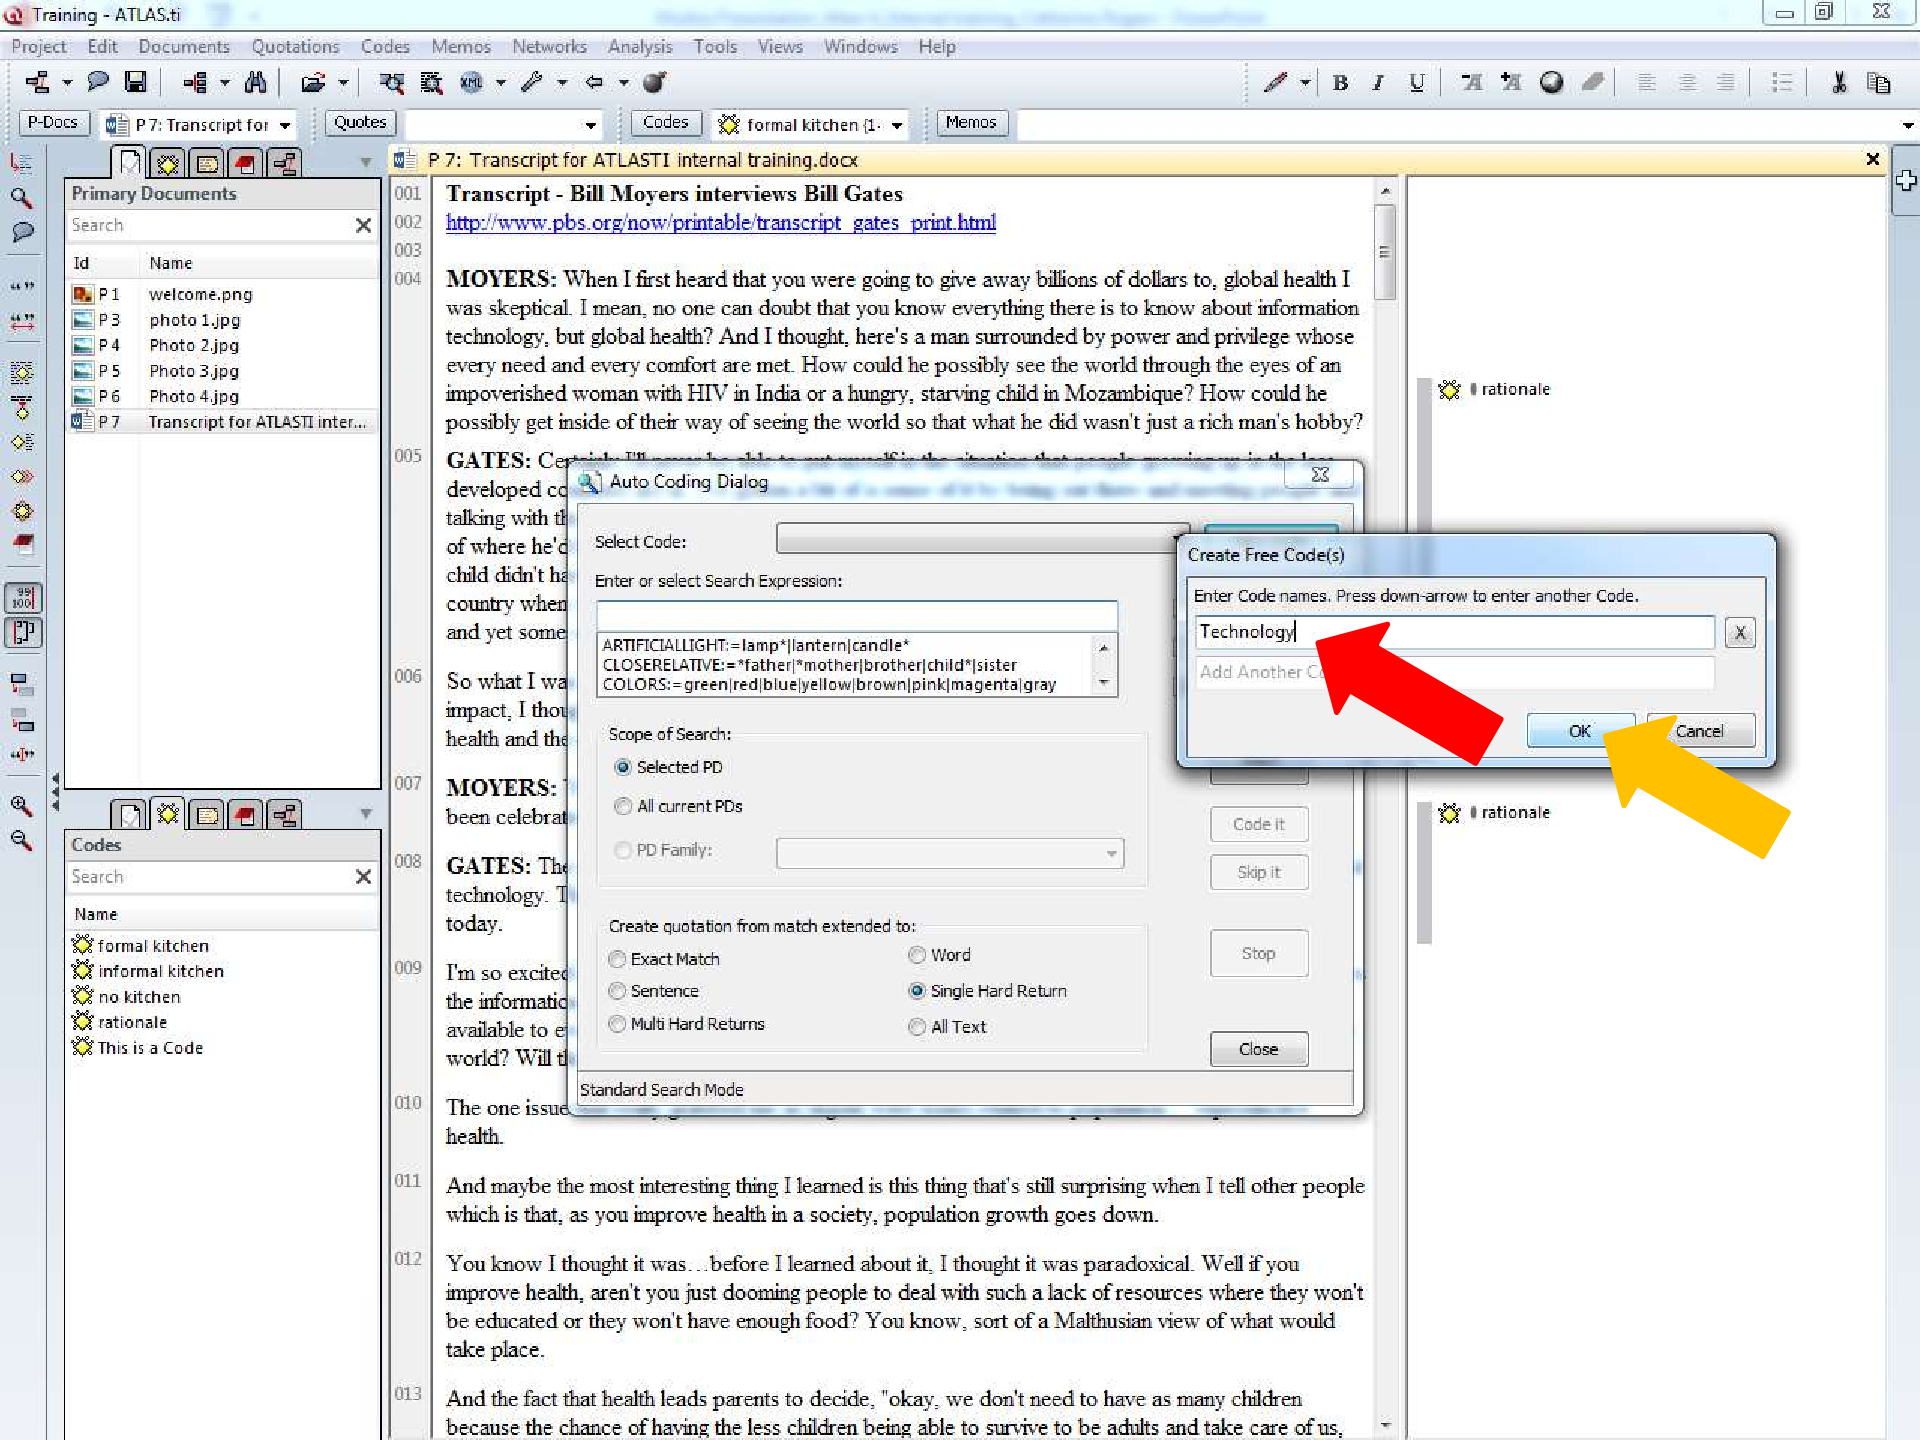 Training - ATLAS.ti
Project Edit Documents Quotations Codes Memos Networks Analysis Tools Views Windows Help
P-Docs P 7: Transcript for Quotes Codes formal kitchen {1- Memos
P 7: Transcript for ATLASTI internal training.docx
Primary Documents
Search
Id Name
P 1 welcome.png
P 3 photo 1.jpg
P 4 Photo 2.jpg
P 5 Photo 3.jpg
P 6 Photo 4.jpg
P 7 Transcript for ATLASTI inter...
Codes
Search
Name
formal kitchen
informal kitchen
no kitchen
rationale
This is a Code
001 Transcript - Bill Moyers interviews Bill Gates
002 http://www.pbs.org/now/printable/transcript_gates_print.html
003
004 MOYERS: When I first heard that you were going to give away billions of dollars to, global health I
was skeptical. I mean, no one can doubt that you know everything there is to know about information
technology, but global health? And I thought, here's a man surrounded by power and privilege whose
every need and every comfort are met. How could he possibly see the world through the eyes of an
impoverished woman with HIV in India or a hungry, starving child in Mozambique? How could he
possibly get inside of their way of seeing the world so that what he did wasn't just a rich man's hobby?
005 GATES:
developed
talking with
of where he'd
child didn't
country when
and yet some
006 So what I
impact, I
health and the
007 MOYERS:
been
008 GATES:
technology.
today.
009 I'm so excited
the
available to
world? Will
010 The one issue
health.
011 And maybe the most interesting thing I learned is this thing that's still surprising when I tell other people
which is that, as you improve health in a society, population growth goes down.
012 You know I thought it was…before I learned about it, I thought it was paradoxical. Well if you
improve health, aren't you just dooming people to deal with such a lack of resources where they won't
be educated or they won't have enough food? You know, sort of a Malthusian view of what would
take place.
013 And the fact that health leads parents to decide, "okay, we don't need to have as many children
because the chance of having the less children being able to survive to be adults and take care of us,
Auto Coding Dialog
Select Code:
Enter or select Search Expression:
ARTIFICIALLIGHT:=lamp*|lantern|candle*
CLOSERELATIVE:=*father|*mother|brother|child*|sister
COLORS:=green|red|blue|yellow|brown|pink|magenta|gray
Scope of Search:
Selected PD
All current PDs
PD Family:
Create quotation from match extended to:
Exact Match Word
Sentence Single Hard Return
Multi Hard Returns All Text
Code it
Skip it
Stop
Close
Standard Search Mode
Create Free Code(s)
Enter Code names. Press down-arrow to enter another Code.
Technology X
Add Another
OK Cancel
rationale
rationale